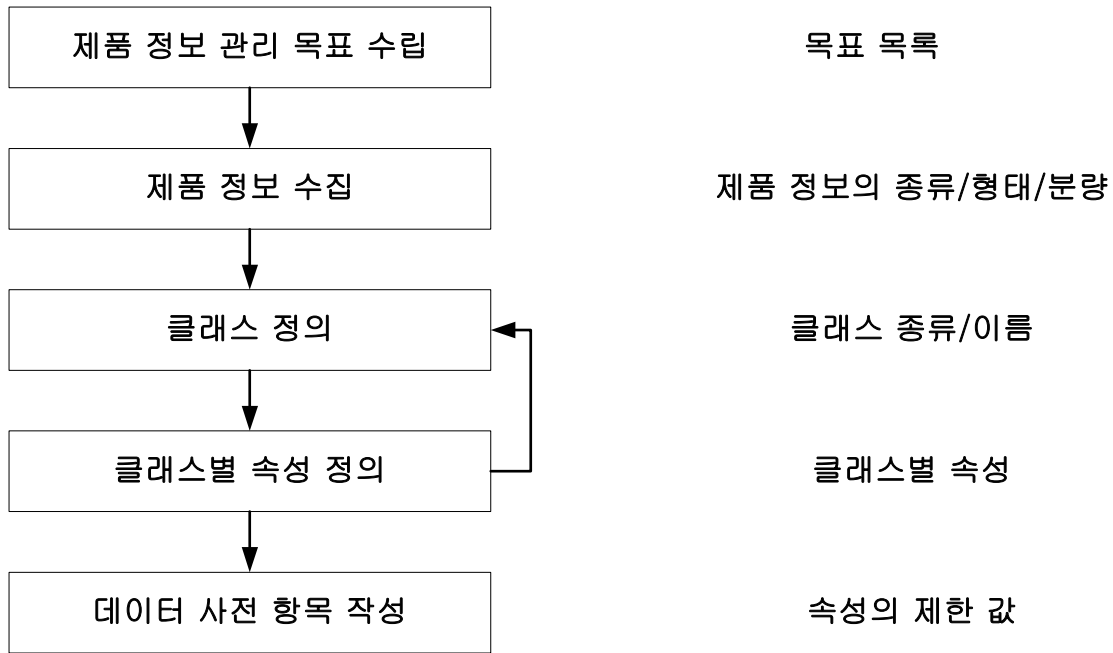 제품 정보 관리 목표 수립
목표 목록
제품 정보 수집
제품 정보의 종류/형태/분량
클래스 정의
클래스 종류/이름
클래스별 속성 정의
클래스별 속성
데이터 사전 항목 작성
속성의 제한 값